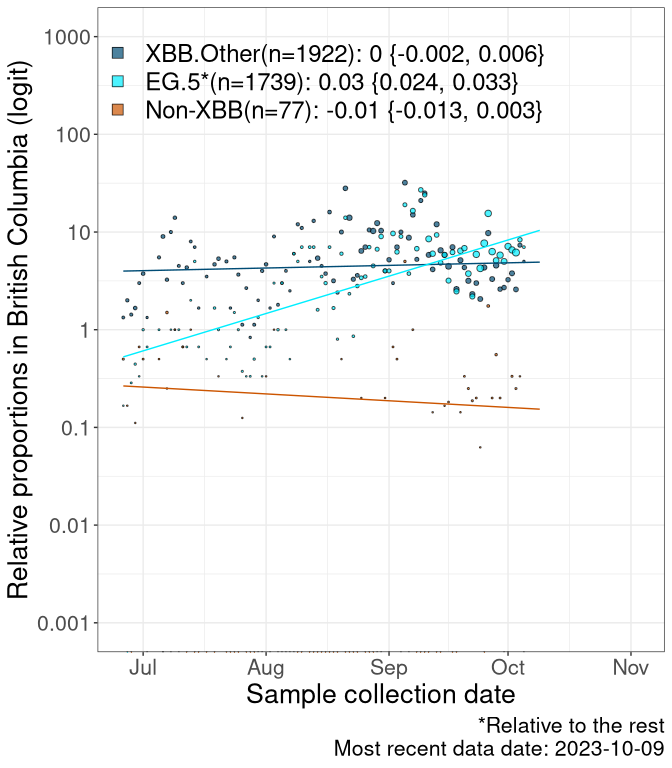 Relative proportions in British Columbia (logit)
1000
100
10
1
0.1
0.01
0.001
XBB.Other(n=1922): 0 {-0.002, 0.006}
EG.5*(n=1739): 0.03 {0.024, 0.033}
Non-XBB(n=77): -0.01 {-0.013, 0.003}
Jul Aug Sep Oct Nov
Sample collection date
*Relative to the rest
Most recent data date: 2023-10-09